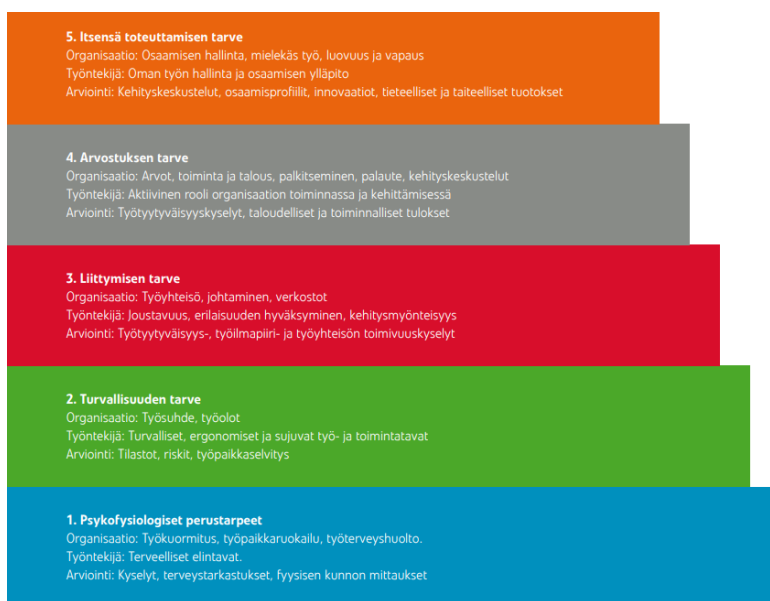 5. Itsensä toteuttamisen tarve
Organisaatio: Osaamisen hallinta, mielekäs työ, luovuus ja vapaus
Työntekijä: Oman työn hallinta ja osaamisen ylläpito
Arviointi: Kehityskeskustelut, osaamisprofiilit, innovaatiot, tieteelliset ja taiteelliset tuotokset
4. Arvostuksen tarve
Organisaatio: Arvot, toiminta ja talous, palkitseminen, palaute, kehityskeskustelut
Työntekijä: Aktiivinen rooli organisaation toiminnassa ja kehittämisessä
Arviointi: Työtyytyväisyyskyselyt, taloudelliset ja toiminnalliset tulokset
3. Liittymisen tarve
Organisaatio: Työyhteisö, johtaminen, verkostot
Työntekijä: Joustavuus, erilaisuuden hyväksyminen, kehitysmyönteisyys
Arviointi: Työtyytyväisyys-, työilmapiiri- ja työyhteisön toimivuuskyselyt
2. Turvallisuuden tarve
Organisaatio: Työsuhde, työolot
Työntekijä: Turvalliset, ergonomiset ja sujuvat työ- ja toimintatavat
Arviointi: Tilastot, riskit, työpaikkaselvitys
1. Psykofysiologiset perustarpeet
Organisaatio: Työkuormitus, työpaikkaruokailu, työterveyshuolto.
Työntekijä: Terveelliset elintavat.
Arviointi: Kyselyt, terveystarkastukset, fyysisen kunnon mittaukset